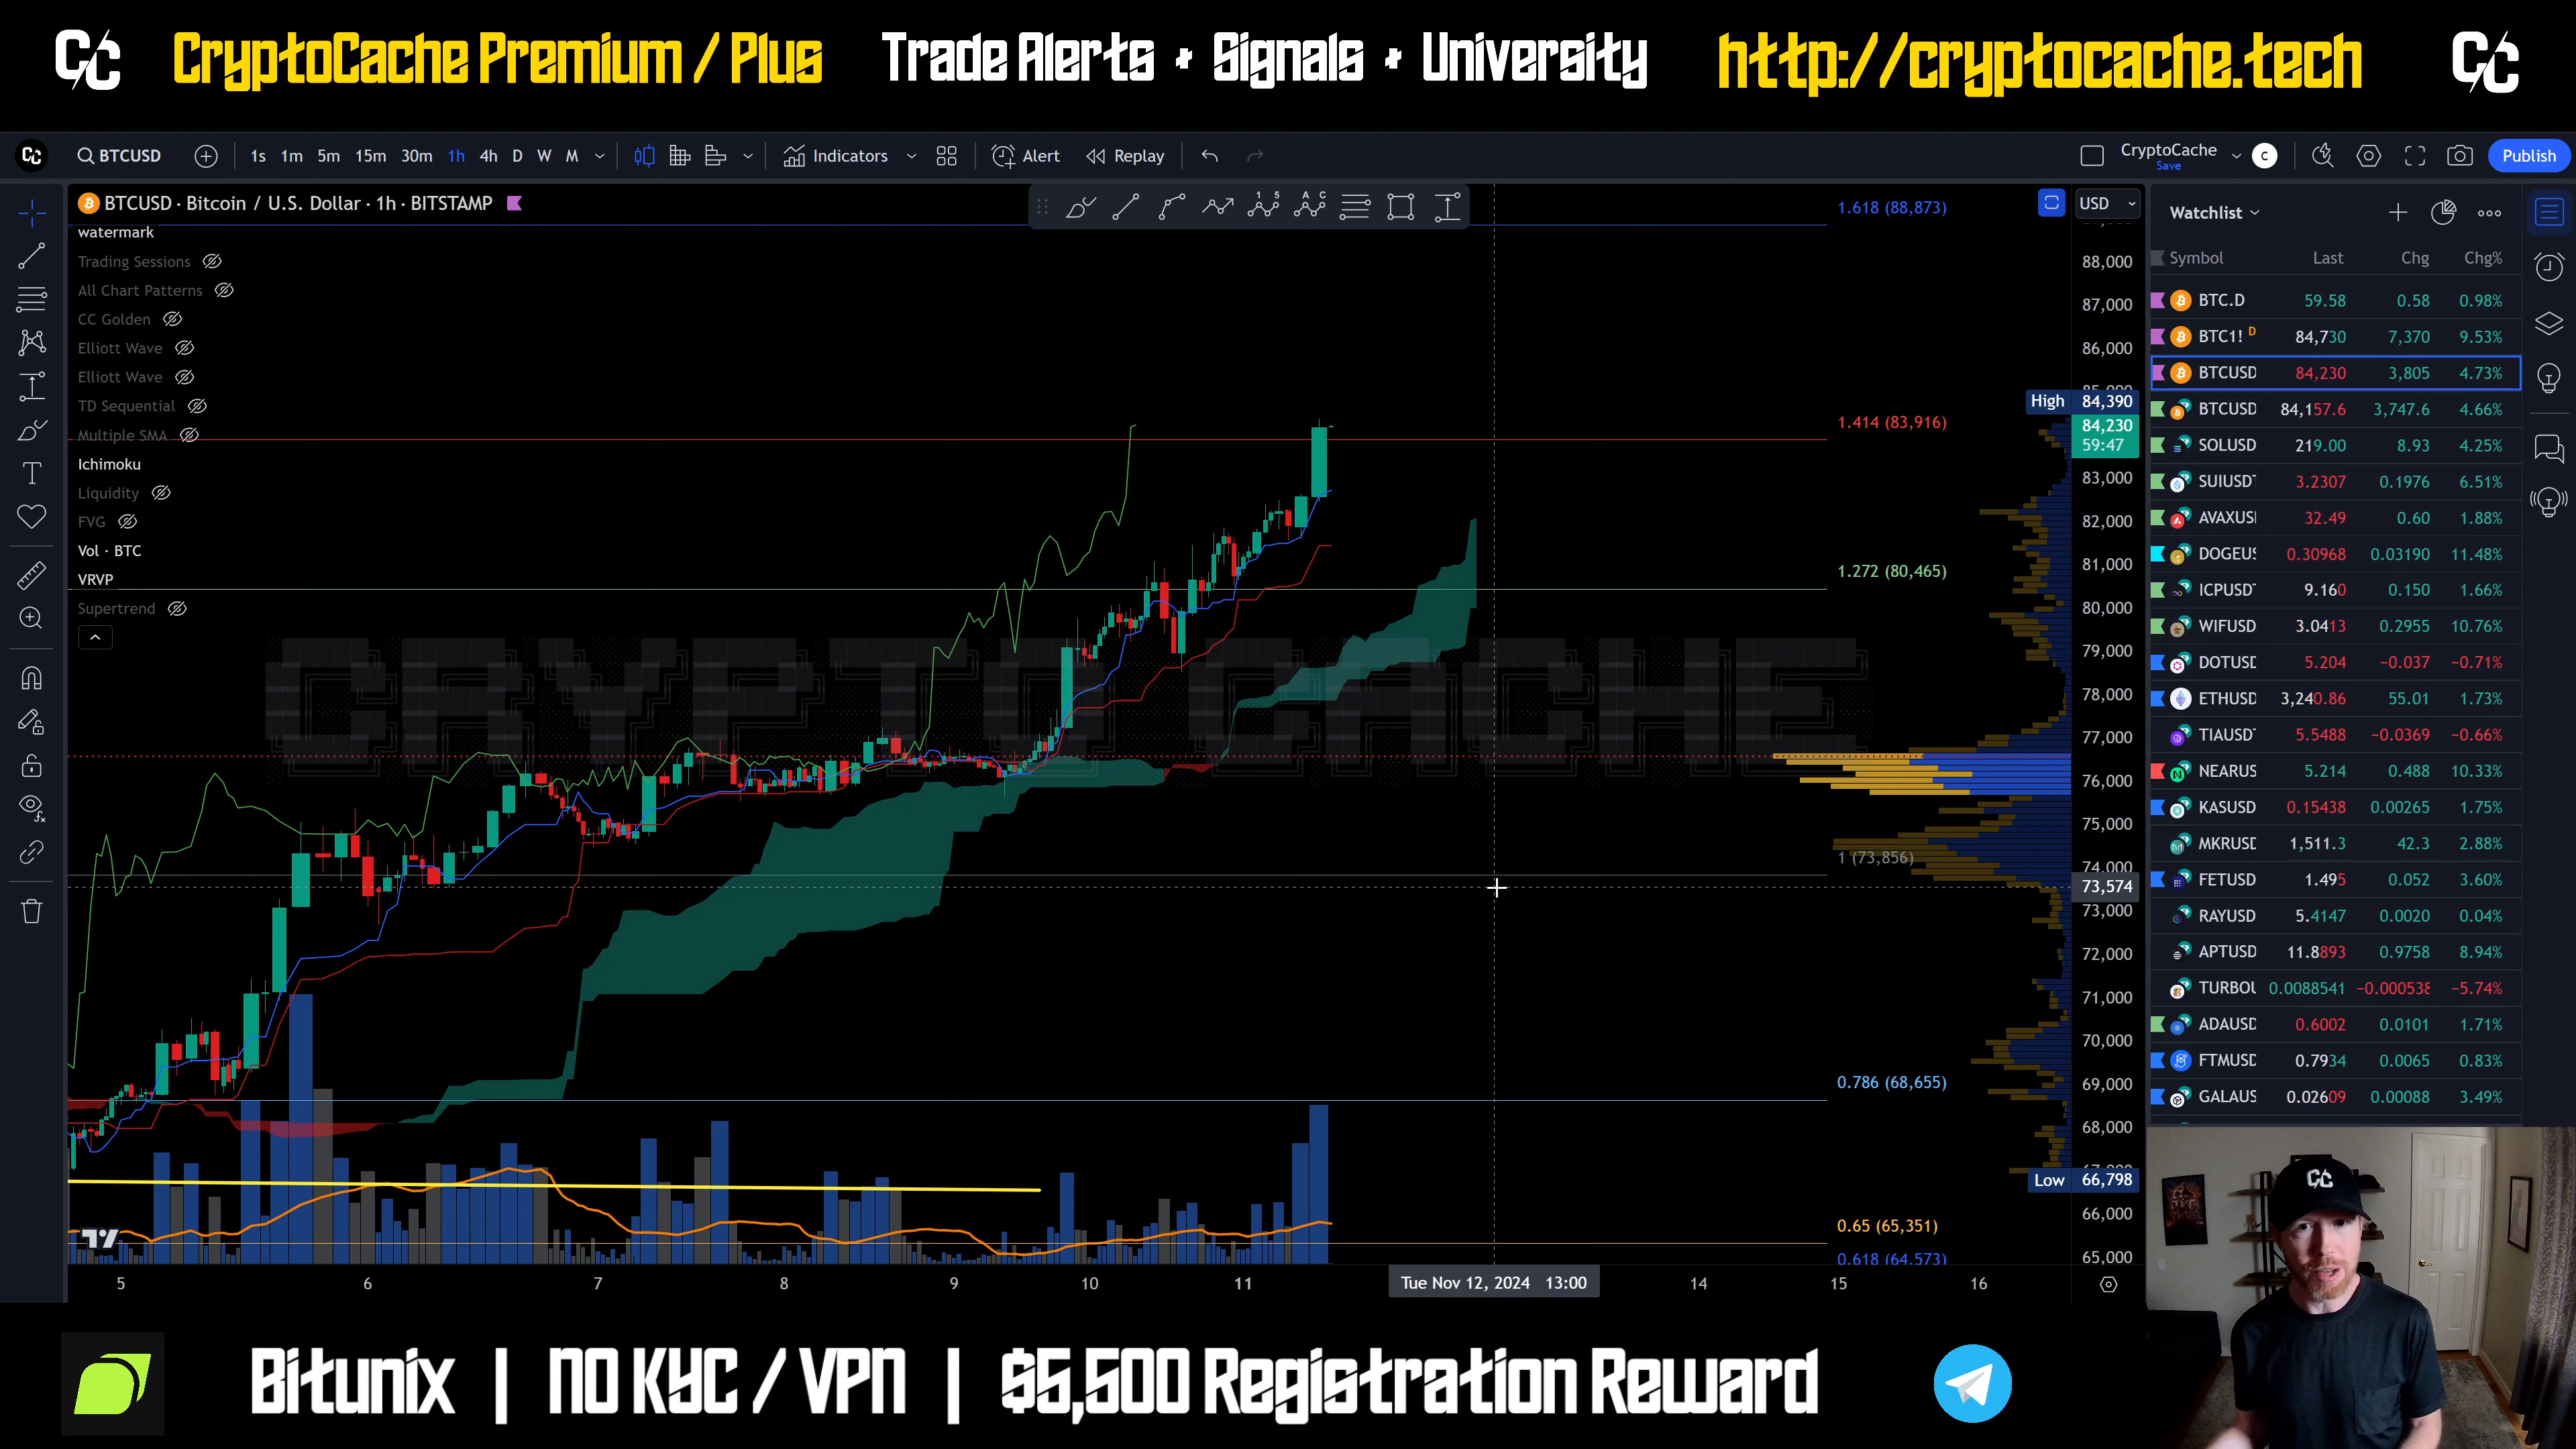 CC CryptoCache Premium / Plus Trade Alerts + Signals + University http://cryptocache.tech CC
CC BTCUSD 1s 1m 5m 15m 30m 1h 4h D W M Indicators Alert Replay CryptoCache Save C Publish
BTCUSD · Bitcoin / U.S. Dollar · 1h · BITSTAMP
USD
watermark
Trading Sessions
All Chart Patterns
CC Golden
Elliott Wave
Elliott Wave
TD Sequential
Multiple SMA
Ichimoku
Liquidity
FVG
Vol · BTC
VRVP
Supertrend
CRYPTO CACHE
1.618 (88,873)
1.414 (83,916)
1.272 (80,465)
1 (73,856)
0.786 (68,655)
0.65 (65,351)
0.618 (64,573)
88,000
87,000
86,000
High 84,390
84,230
59:47
83,000
82,000
81,000
80,000
79,000
78,000
77,000
76,000
75,000
74,000
73,574
73,000
72,000
71,000
70,000
69,000
68,000
Low 66,798
66,000
65,000
5 6 7 8 9 10 11 Tue Nov 12, 2024 13:00 14 15 16
Watchlist
Symbol Last Chg Chg%
BTC.D 59.58 0.58 0.98%
BTC1! D 84,730 7,370 9.53%
BTCUSD 84,230 3,805 4.73%
BTCUSD 84,157.6 3,747.6 4.66%
SOLUSD 219.00 8.93 4.25%
SUIUSDT 3.2307 0.1976 6.51%
AVAXUS 32.49 0.60 1.88%
DOGEUS 0.30968 0.03190 11.48%
ICPUSDT 9.160 0.150 1.66%
WIFUSD 3.0413 0.2955 10.76%
DOTUSD 5.204 −0.037 −0.71%
ETHUSD 3,240.86 55.01 1.73%
TIAUSDT 5.5488 −0.0369 −0.66%
NEARUS 5.214 0.488 10.33%
KASUSD 0.15438 0.00265 1.75%
MKRUSD 1,511.3 42.3 2.88%
FETUSD 1.495 0.052 3.60%
RAYUSD 5.4147 0.0020 0.04%
APTUSD 11.8893 0.9758 8.94%
TURBOU 0.0088541 −0.000538 −5.74%
ADAUSD 0.6002 0.0101 1.71%
FTMUSD 0.7934 0.0065 0.83%
GALAUS 0.02609 0.00088 3.49%
CC
Bitunix | NO KYC / VPN | $5,500 Registration Reward